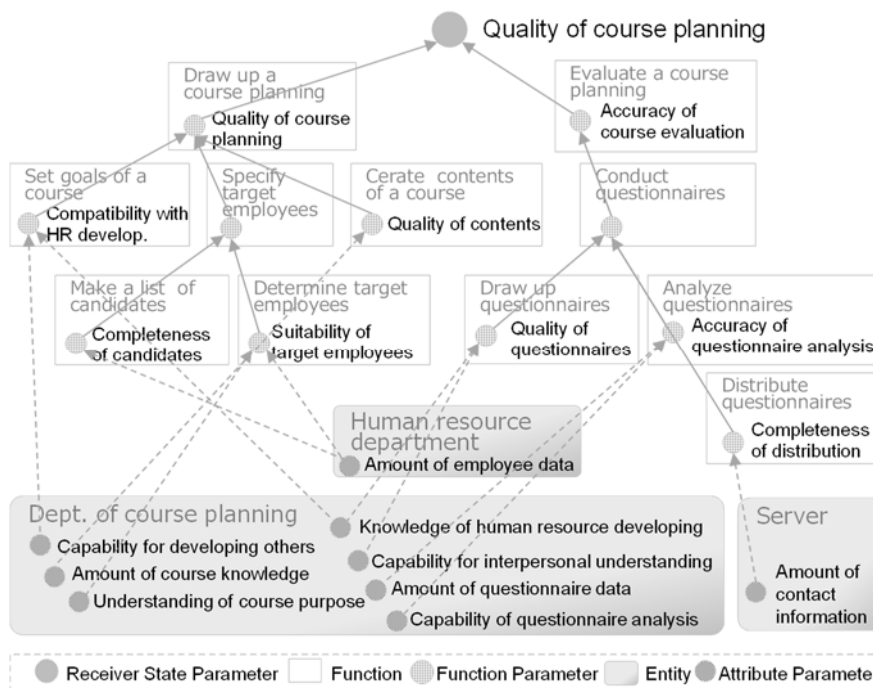 Quality of course planning
Draw up a
course planning
Quality of course
planning
Evaluate a course
planning
Accuracy of
course evaluation
Set goals of a
course
Compatibility with
HR develop.
Specify
target
employees
Cerate contents
of a course
Quality of contents
Conduct
questionnaires
Make a list of
candidates
Completeness
of candidates
Determine target
employees
Suitability of
target employees
Draw up
questionnaires
Quality of
questionnaires
Analyze
questionnaires
Accuracy of
questionnaire analysis
Distribute
questionnaires
Completeness
of distribution
Human resource
department
Amount of employee data
Dept. of course planning
Capability for developing others
Amount of course knowledge
Understanding of course purpose
Knowledge of human resource developing
Capability for interpersonal understanding
Amount of questionnaire data
Capability of questionnaire analysis
Server
Amount of
contact
information
Receiver State Parameter Function Function Parameter Entity Attribute Paramete